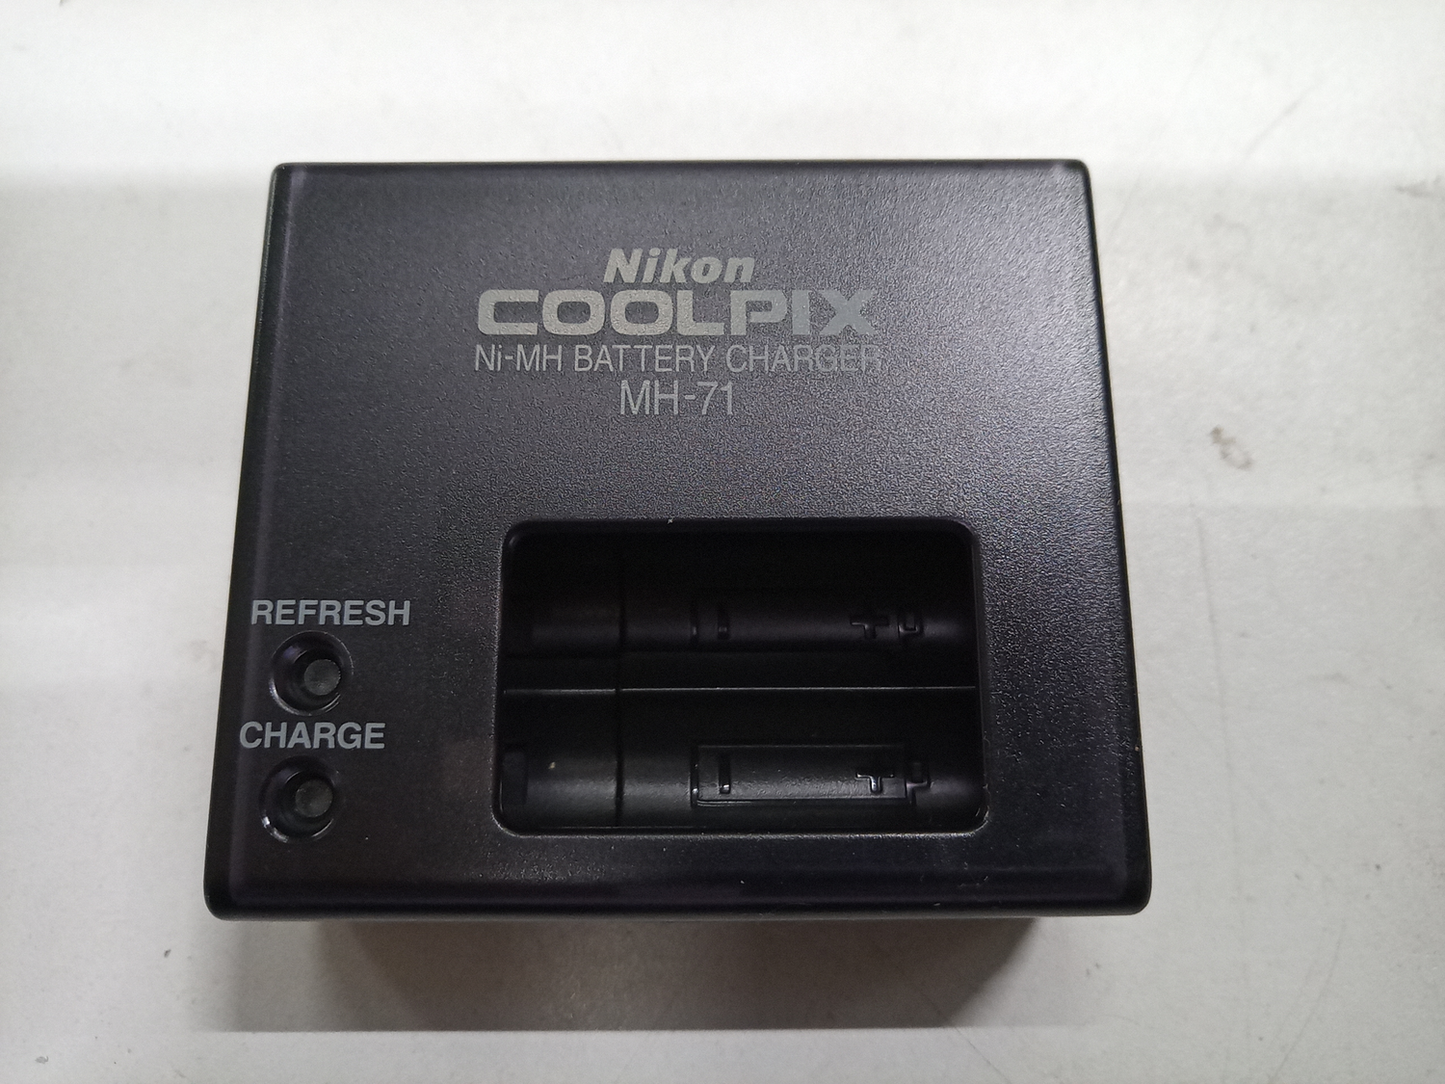 Nikon
COOLPIX
Ni-MH BATTERY CHARGER
MH-71
REFRESH
CHARGE